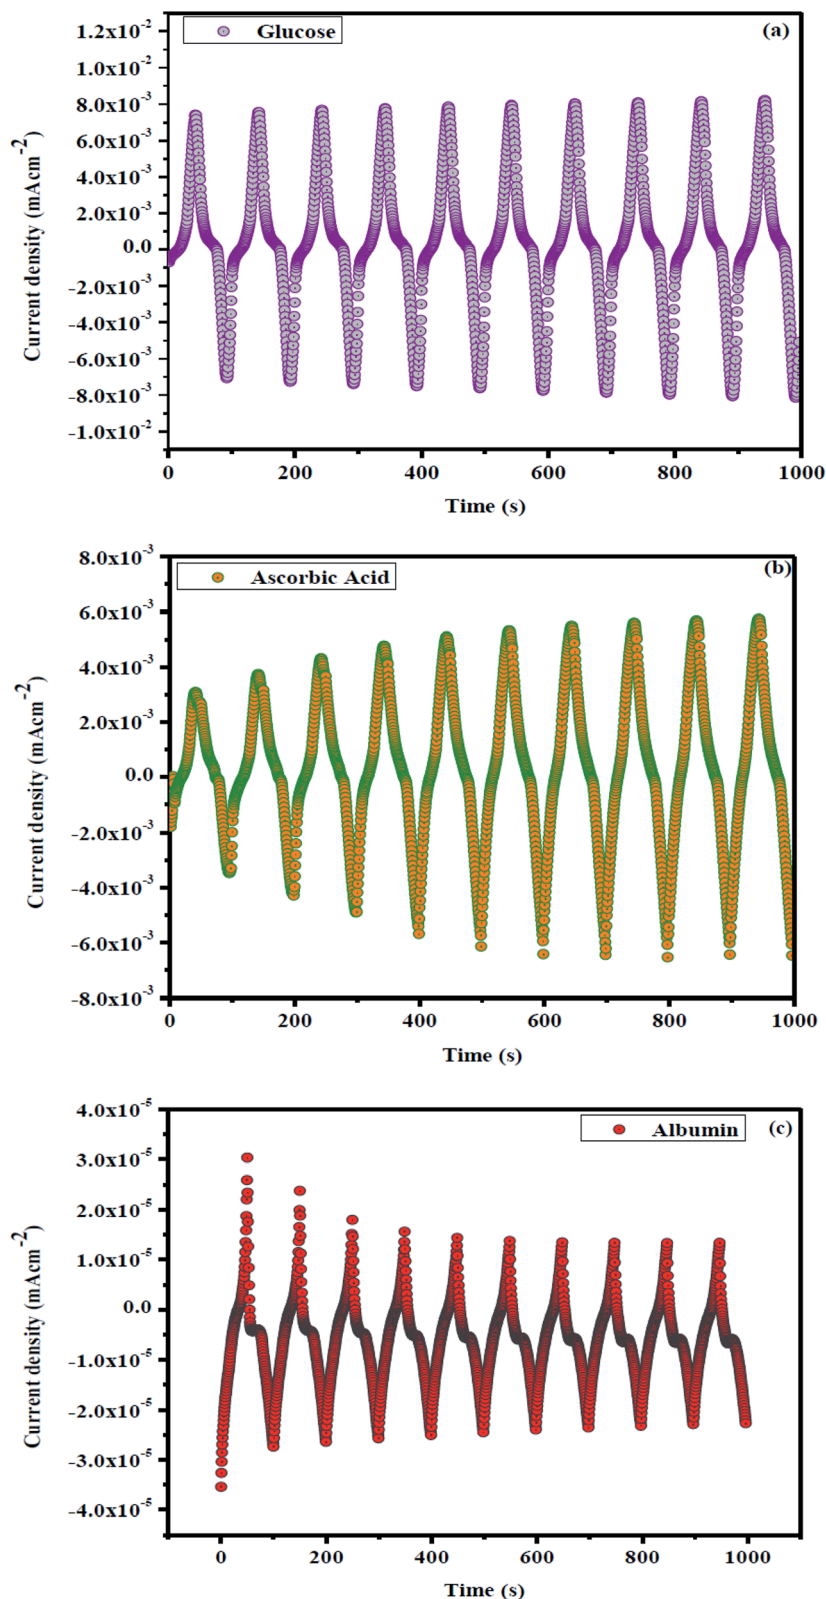 Glucose
(a)
1.2x10-2
1.0x10-2
8.0x10-3
6.0x10-3
4.0x10-3
2.0x10-3
0.0
-2.0x10-3
-4.0x10-3
-6.0x10-3
-8.0x10-3
-1.0x10-2
Current density (mAcm-2)
0 200 400 600 800 1000
Time (s)
Ascorbic Acid
(b)
8.0x10-3
6.0x10-3
4.0x10-3
2.0x10-3
0.0
-2.0x10-3
-4.0x10-3
-6.0x10-3
-8.0x10-3
Current density (mAcm-2)
0 200 400 600 800 1000
Time (s)
Albumin
(c)
4.0x10-5
3.0x10-5
2.0x10-5
1.0x10-5
0.0
-1.0x10-5
-2.0x10-5
-3.0x10-5
-4.0x10-5
Current density (mAcm-2)
0 200 400 600 800 1000
Time (s)